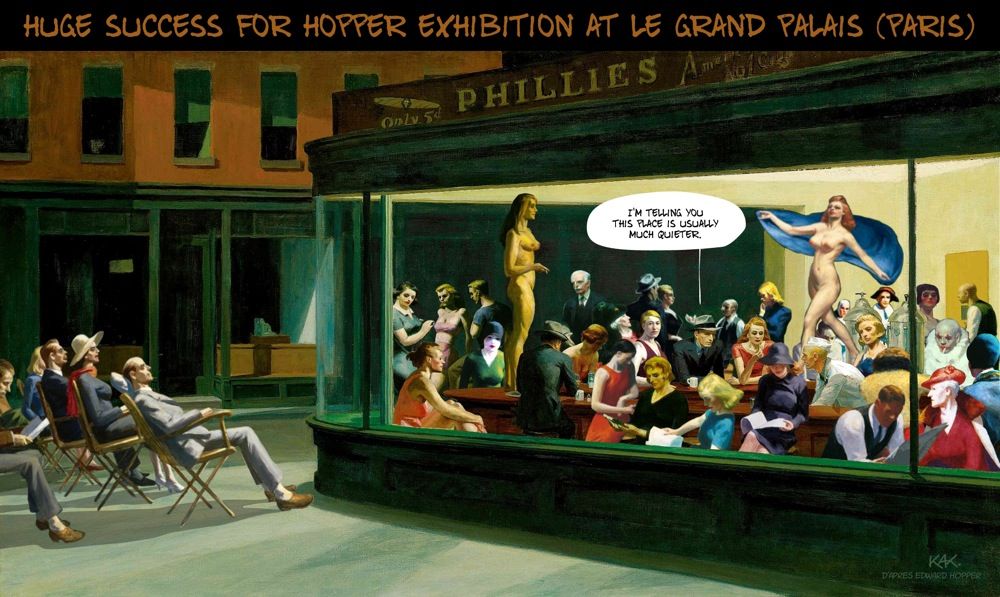 HUGE SUCCESS FOR HOPPER EXHIBITION AT LE GRAND PALAIS (PARIS)
PHILLIES
Only 5¢
I'M TELLING YOU
THIS PLACE IS USUALLY
MUCH QUIETER.
KAK.
D'APRES EDWARD HOPPER